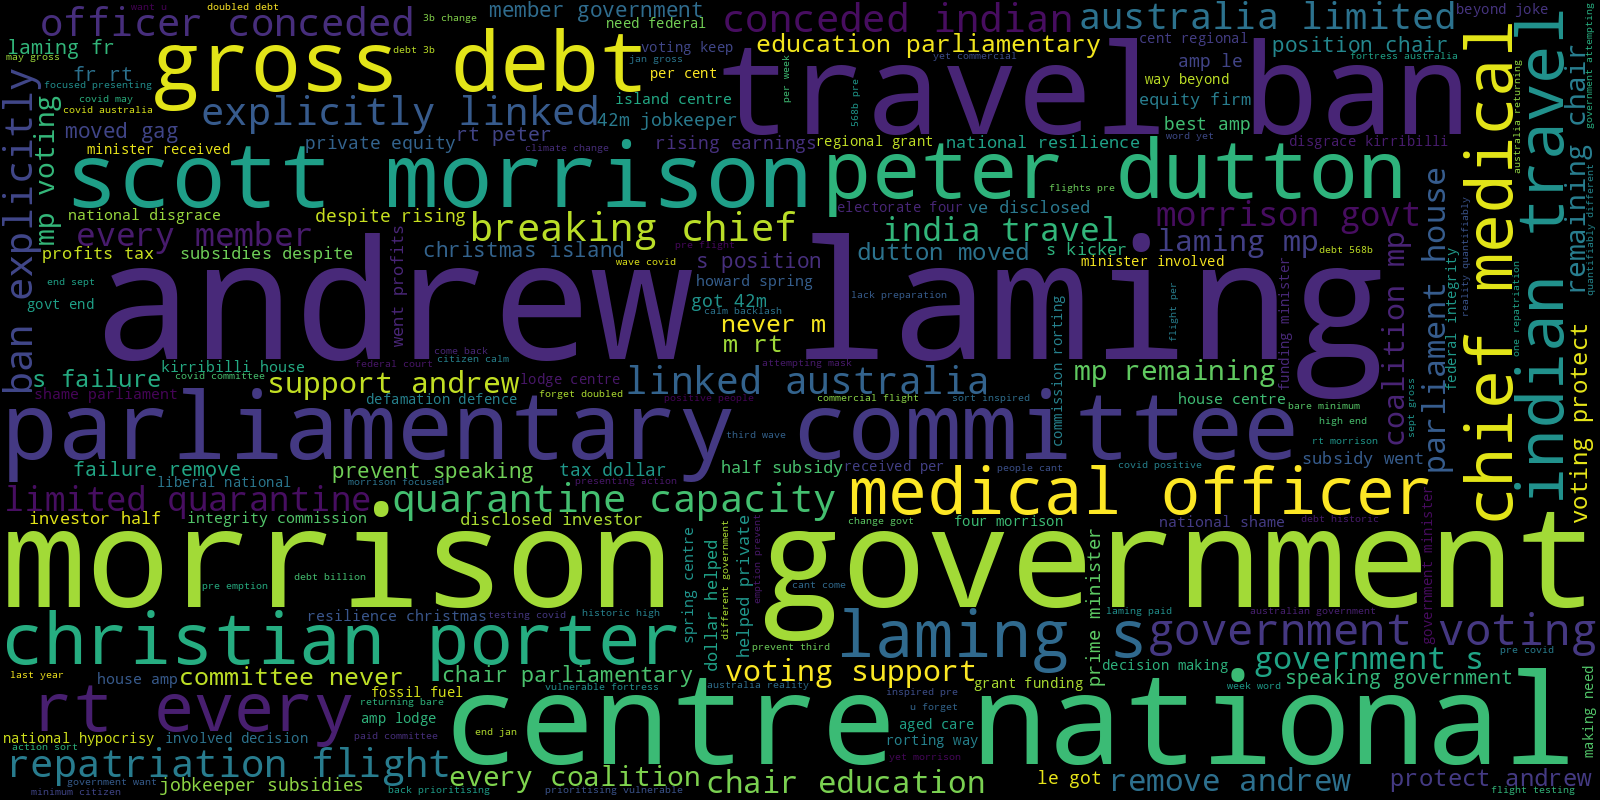 want u
doubled debt
3b change
member government
officer conceded
need federal
conceded indian
australia limited
beyond joke
laming fr
may gross
gross debt
debt 3b
voting keep
jan gross
education parliamentary
yet commercial
cent regional
position chair
fortress australia
fr rt
focused presenting
covid may
covid australia
per cent
per week
travel ban
amp le
way beyond
explicitly linked
island centre
42m jobkeeper
568b pre
equity firm
best amp
word yet
moved gag
minister received
private equity
rt peter
climate change
rising earnings
regional grant
national resilience
disgrace kirribilli
scott morrison
peter dutton
flights pre
mp voting
ban explicitly
national disgrace
despite rising
breaking chief
electorate four
ve disclosed
morrison govt
every member
india travel
profits tax
subsidies despite
christmas island
pre flight
s position
dutton moved
s kicker
laming mp
debt 568b
minister involved
wave covid
howard spring
end sept
govt end
went profits
andrew laming
got 42m
lack preparation
calm backlash
never m
m rt
flight per
commission rorting
funding minister
coalition mp
parliament house
federal integrity
reality quantifiably
chief medical
one repatriation
australia returning
indian travel
remaining chair
government attempting
quantifiably different
voting protect
come back
citizen calm
federal court
attempting mask
kirribilli house
covid committee
s failure
shame parliament
support andrew
lodge centre
forget doubled
defamation defence
linked australia
positive people
commercial flight
sort inspired
mp remaining
house centre
bare minimum
high end
sept gross
parliamentary committee
third wave
rt morrison
subsidy went
failure remove
liberal national
prevent speaking
morrison focused
tax dollar
presenting action
half subsidy
received per
people cant
covid positive
limited quarantine
quarantine capacity
medical officer
investor half
integrity commission
disclosed investor
change govt
four morrison
national shame
debt historic
morrison government
pre emption
debt billion
spring centre
dollar helped
different government
helped private
emption prevent
cant come
prime minister
government minister
resilience christmas
testing covid
historic high
laming paid
australian government
christian porter
prevent third
laming s
government voting
pre covid
last year
house amp
committee never
chair parliamentary
voting support
decision making
government s
week word
speaking government
vulnerable fortress
australia reality
inspired pre
grant funding
u forget
rt every
fossil fuel
returning bare
amp lodge
paid committee
end jan
centre national
aged care
rorting way
yet morrison
making need
national hypocrisy
involved decision
action sort
repatriation flight
government want
minimum citizen
jobkeeper subsidies
every coalition
back prioritising
prioritising vulnerable
chair education
le got
remove andrew
protect andrew
flight testing